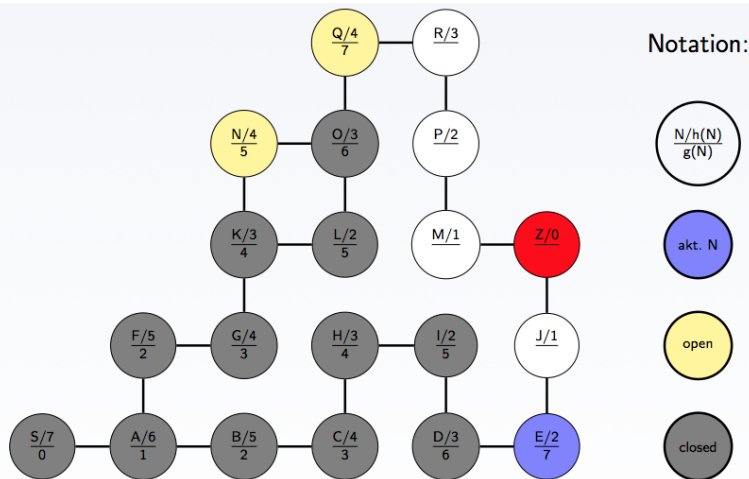 Q/4
7
R/3
Notation:
N/4
5
O/3
6
P/2
N/h(N)
g(N)
K/3
4
L/2
5
M/1
Z/0
akt. N
F/5
2
G/4
3
H/3
4
I/2
5
J/1
open
S/7
0
A/6
1
B/5
2
C/4
3
D/3
6
E/2
7
closed